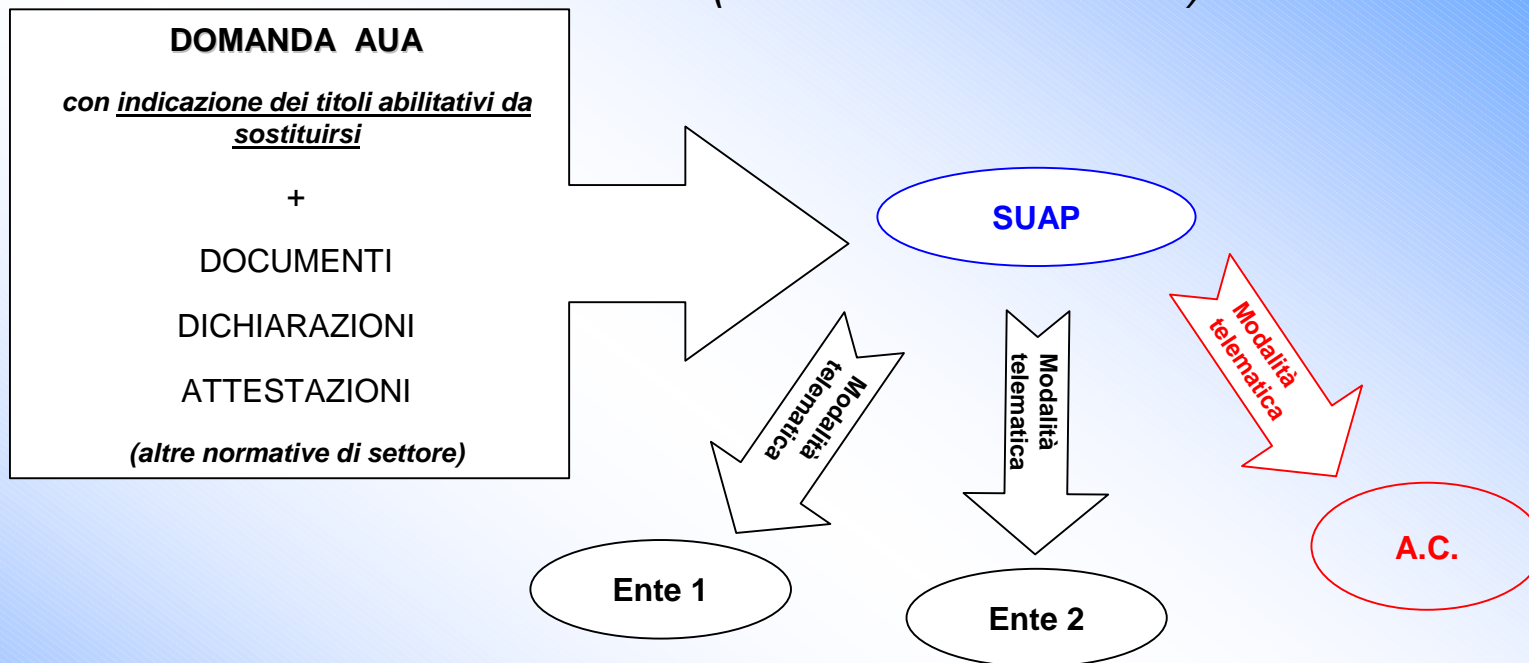 DOMANDA AUA
con indicazione dei titoli abilitativi da
sostituirsi
+
DOCUMENTI
DICHIARAZIONI
ATTESTAZIONI
(altre normative di settore)
SUAP
Modalità
telematica
Modalità
telematica
Modalità
telematica
Ente 1
Ente 2
A.C.